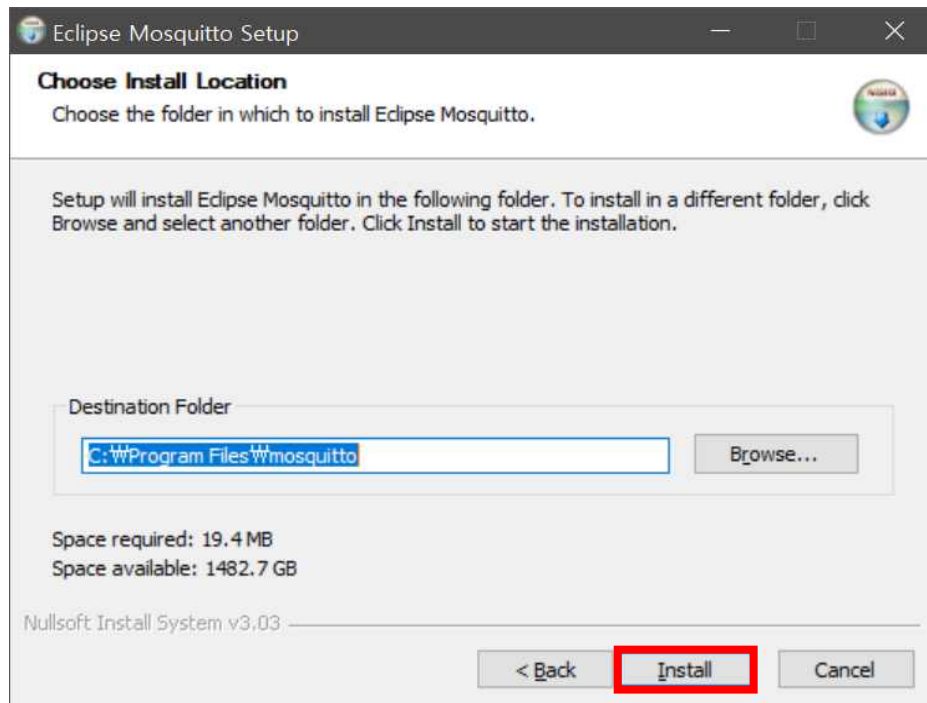 Eclipse Mosquitto Setup
Choose Install Location
Choose the folder in which to install Eclipse Mosquitto.
Setup will install Eclipse Mosquitto in the following folder. To install in a different folder, click
Browse and select another folder. Click Install to start the installation.
Destination Folder
C:₩Program Files₩mosquitto
Browse...
Space required: 19.4 MB
Space available: 1482.7 GB
Nullsoft Install System v3.03
< Back
Install
Cancel